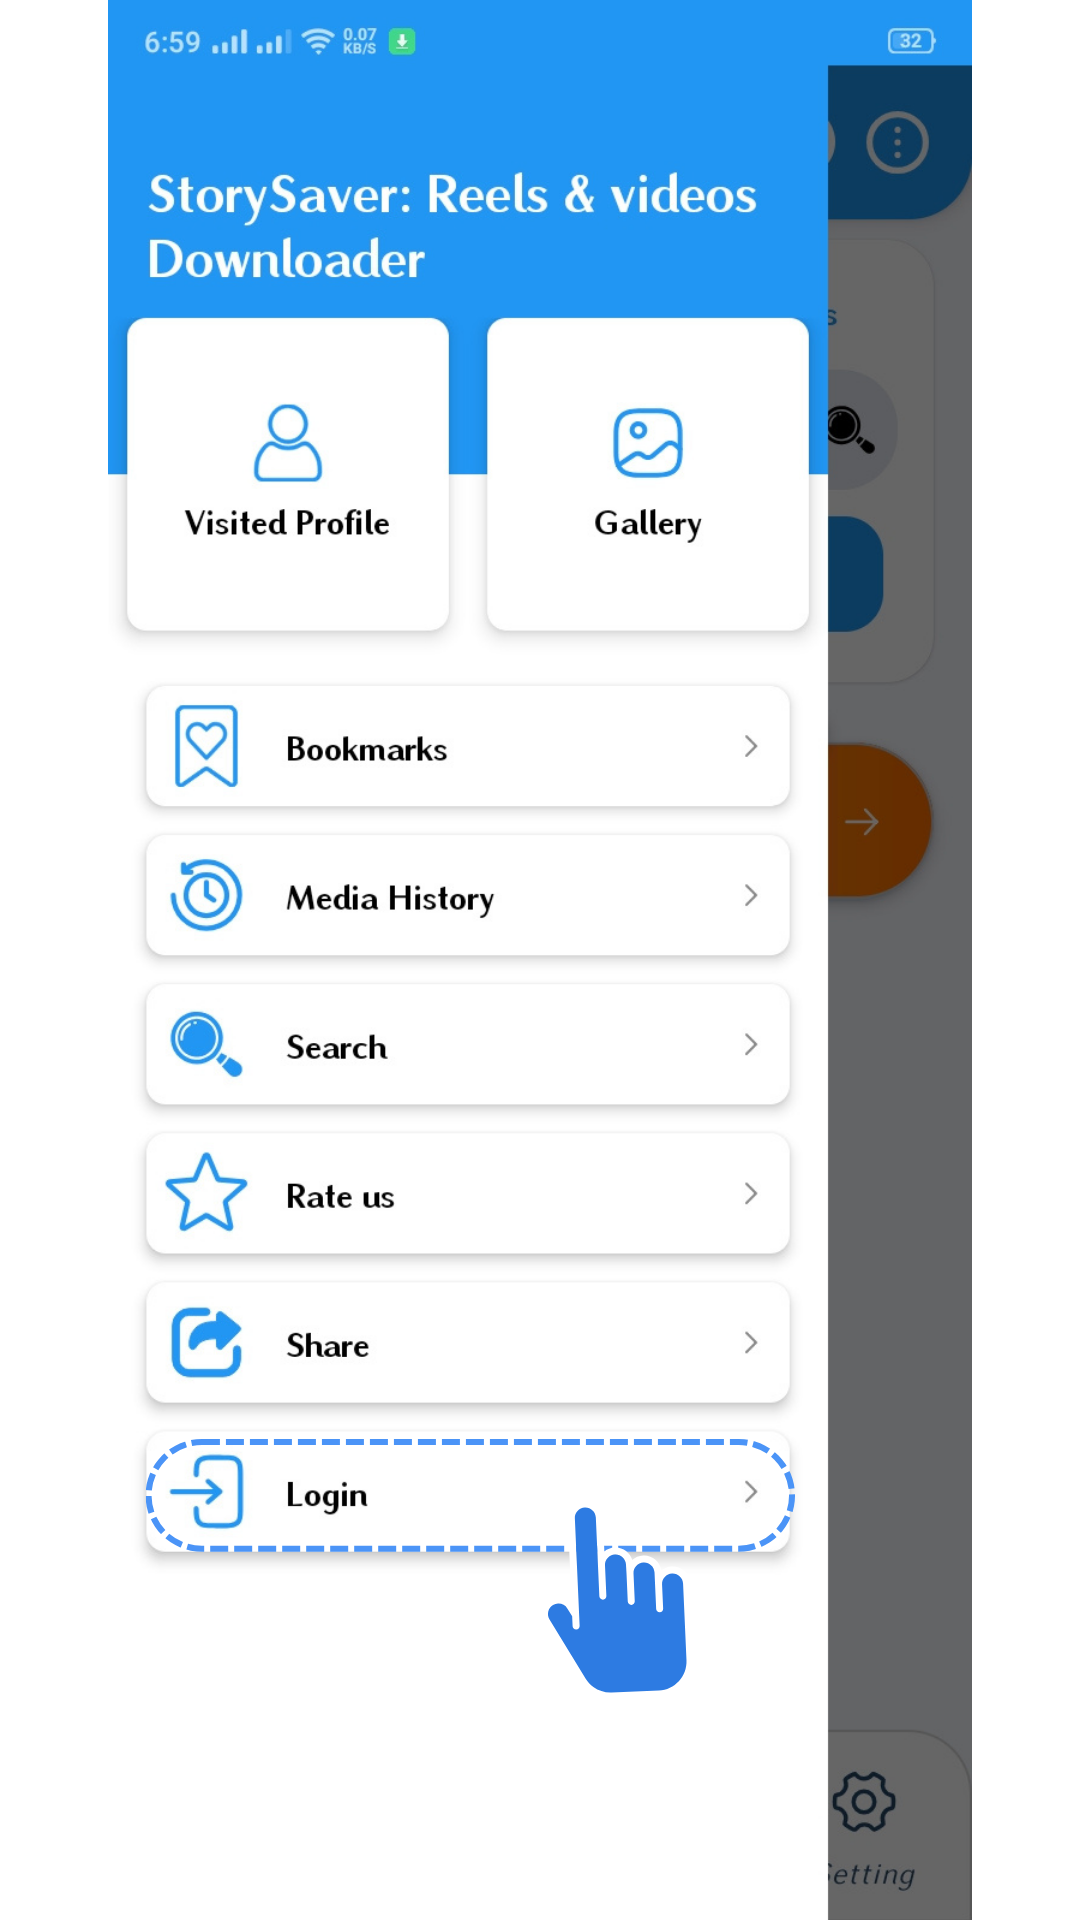 6:59 0.07 KB/S 32
StorySaver: Reels & videos
Downloader
Visited Profile
Gallery
Bookmarks
Media History
Search
Rate us
Share
Login